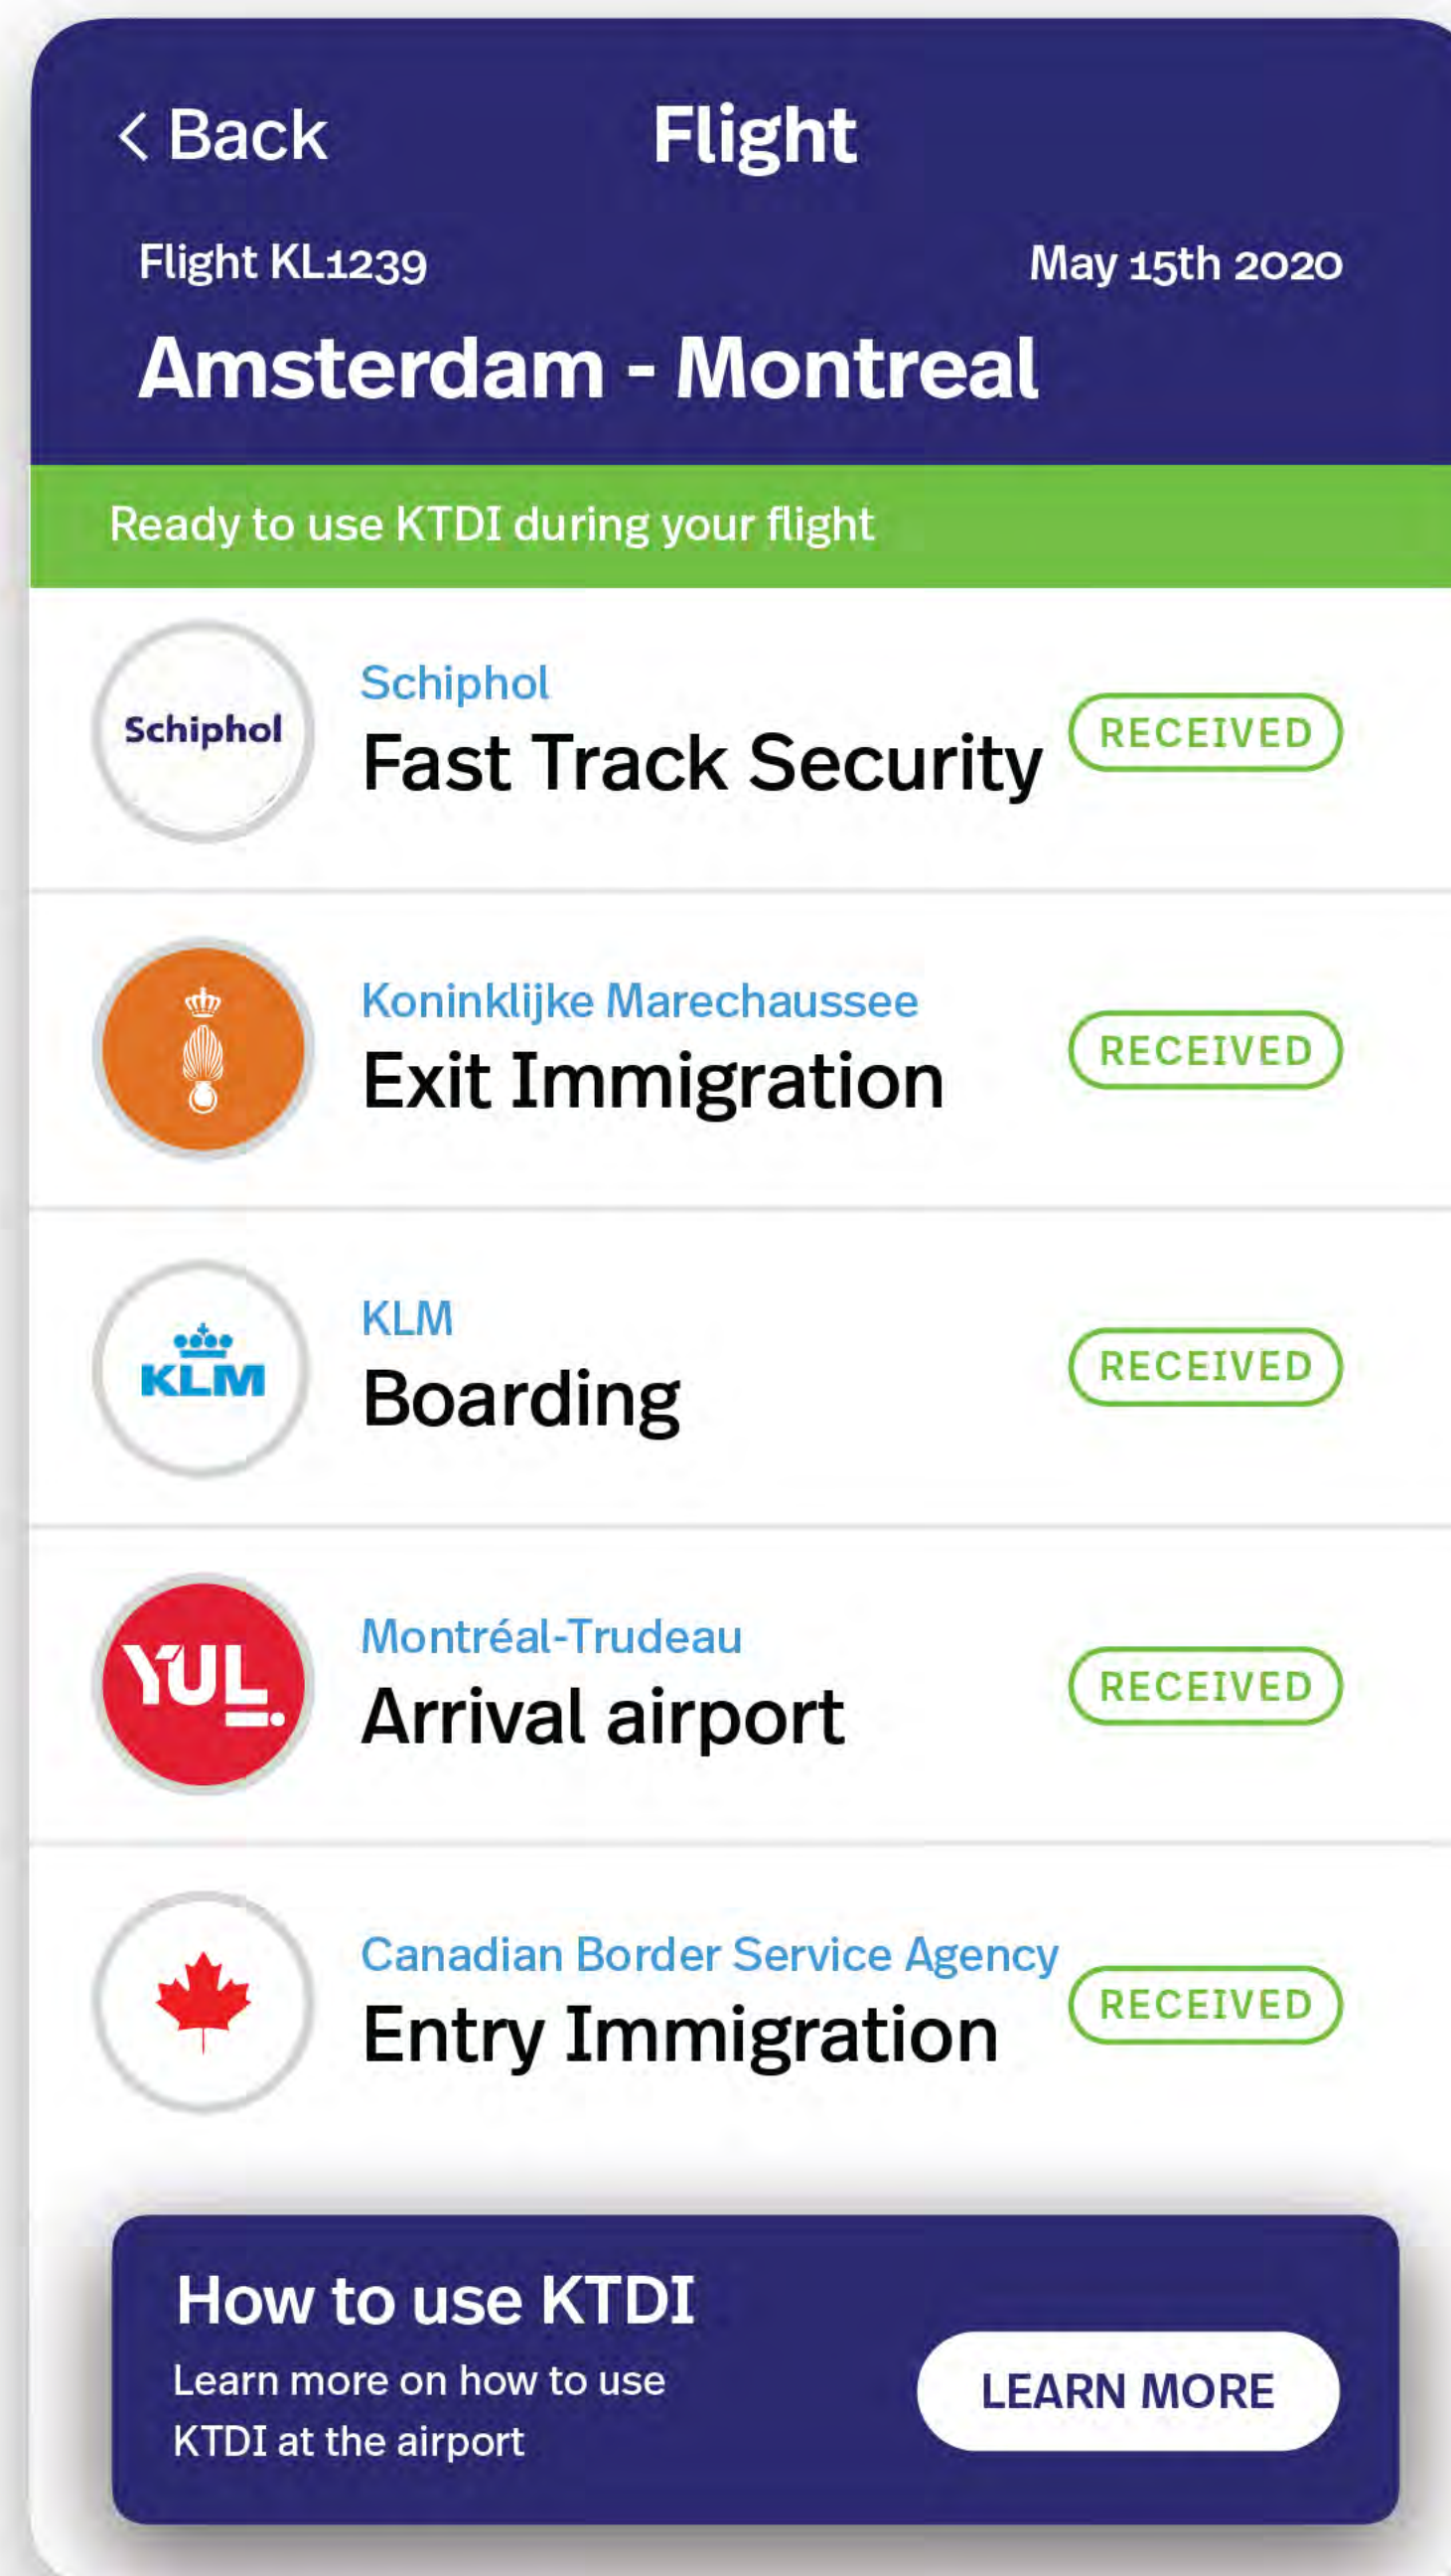 < Back
Flight
Flight KL1239
May 15th 2020
Amsterdam - Montreal
Ready to use KTDI during your flight
Schiphol
Schiphol
Fast Track Security
RECEIVED
Koninklijke Marechaussee
Exit Immigration
RECEIVED
KLM
KLM
Boarding
RECEIVED
YUL
Montréal-Trudeau
Arrival airport
RECEIVED
Canadian Border Service Agency
Entry Immigration
RECEIVED
How to use KTDI
Learn more on how to use
KTDI at the airport
LEARN MORE